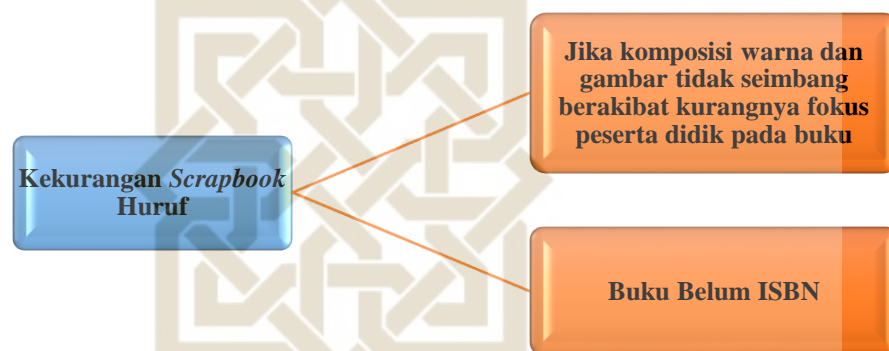 Kekurangan Scrapbook
Huruf
Jika komposisi warna dan
gambar tidak seimbang
berakibat kurangnya fokus
peserta didik pada buku
Buku Belum ISBN